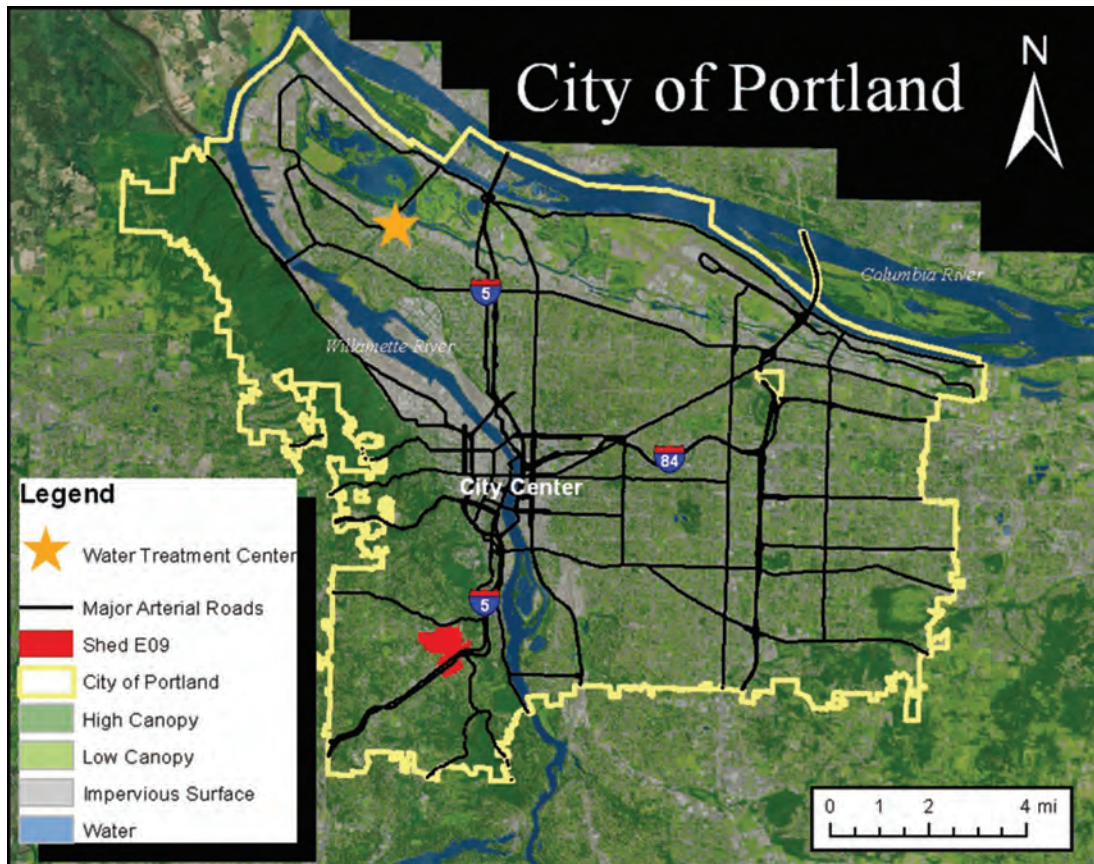 City of Portland
N
Columbia River
5
Willamette River
84
City Center
5
Legend
Water Treatment Center
Major Arterial Roads
Shed E09
City of Portland
High Canopy
Low Canopy
Impervious Surface
Water
0 1 2 4 mi